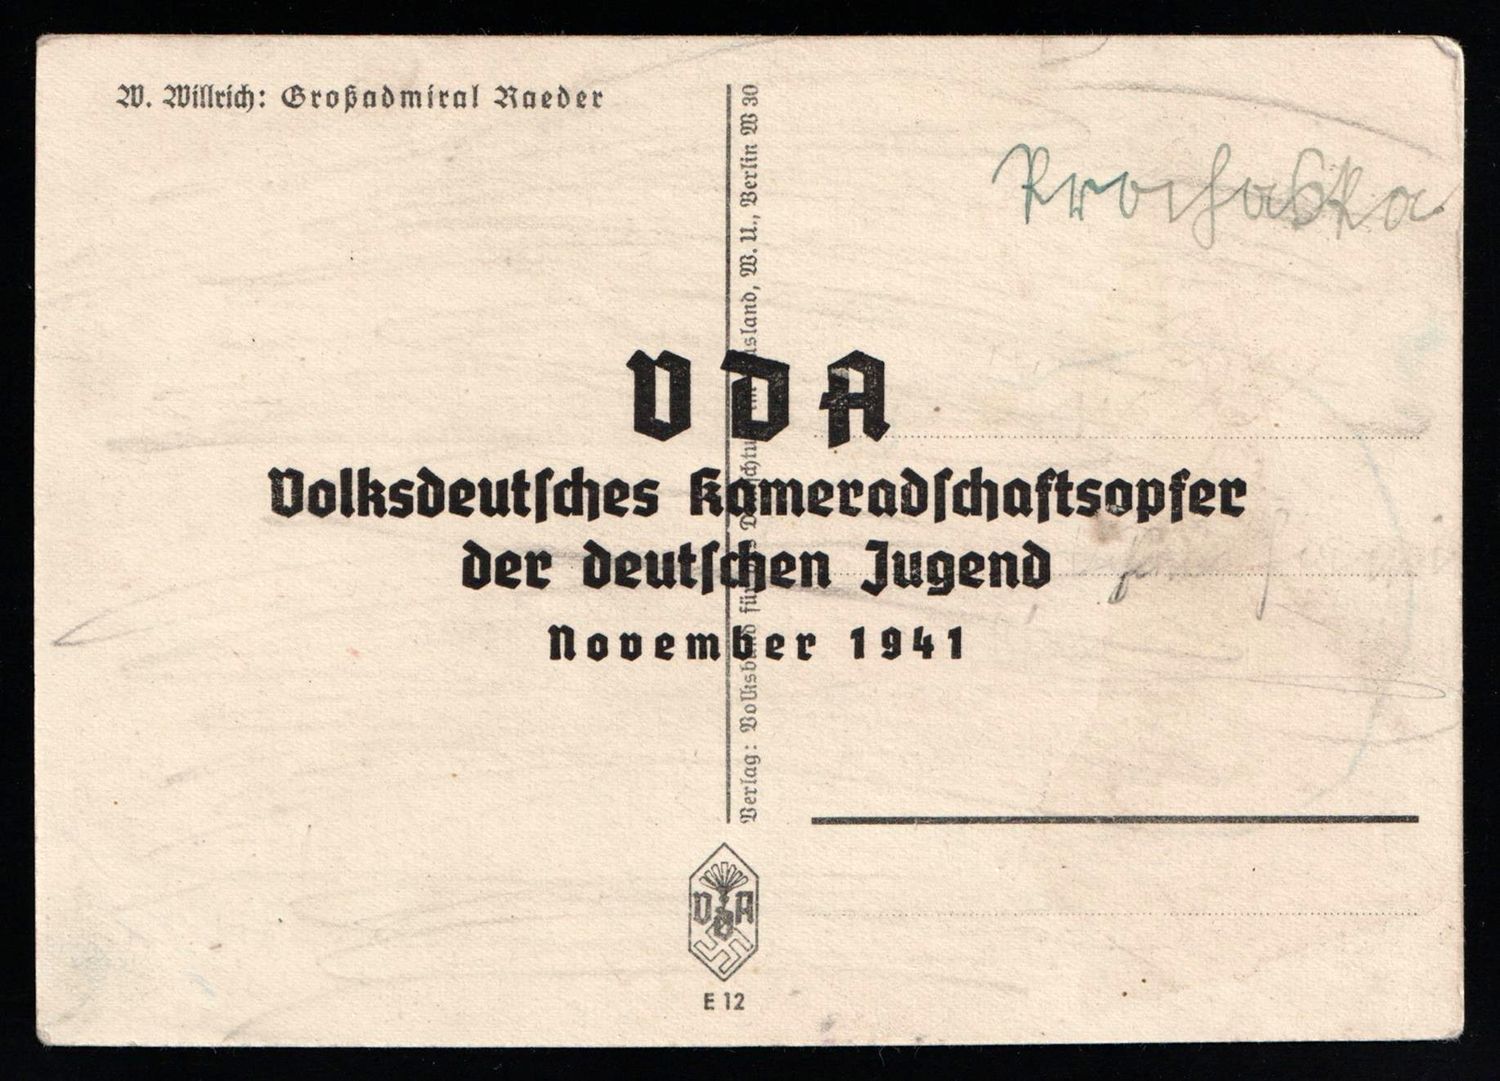 W. Willrich: Großadmiral Raeder
Prochaska
VDA
Volksdeutsches Kameradschaftsopfer
der deutschen Jugend
November 1941
Verlag: Volksbund für das Deutschtum im Ausland, W. U., Berlin W 30
VDA
E 12